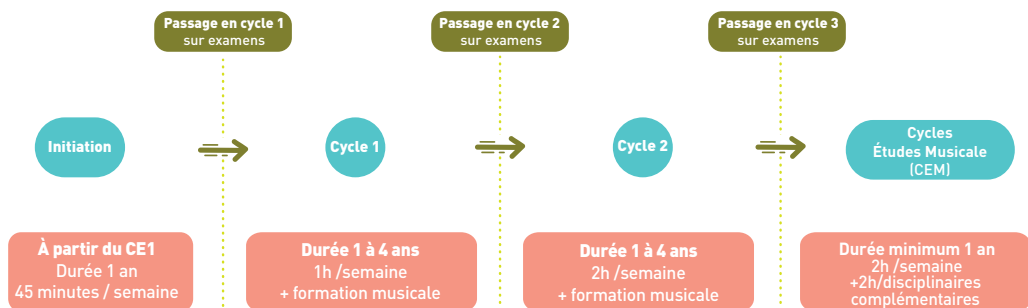 Passage en cycle 1
sur examens
Passage en cycle 2
sur examens
Passage en cycle 3
sur examens
Initiation
Cycle 1
Cycle 2
Cycles
Études Musicale
(CEM)
À partir du CE1
Durée 1 an
45 minutes / semaine
Durée 1 à 4 ans
1h /semaine
+ formation musicale
Durée 1 à 4 ans
2h /semaine
+ formation musicale
Durée minimum 1 an
2h /semaine
+2h/disciplinaires
complémentaires